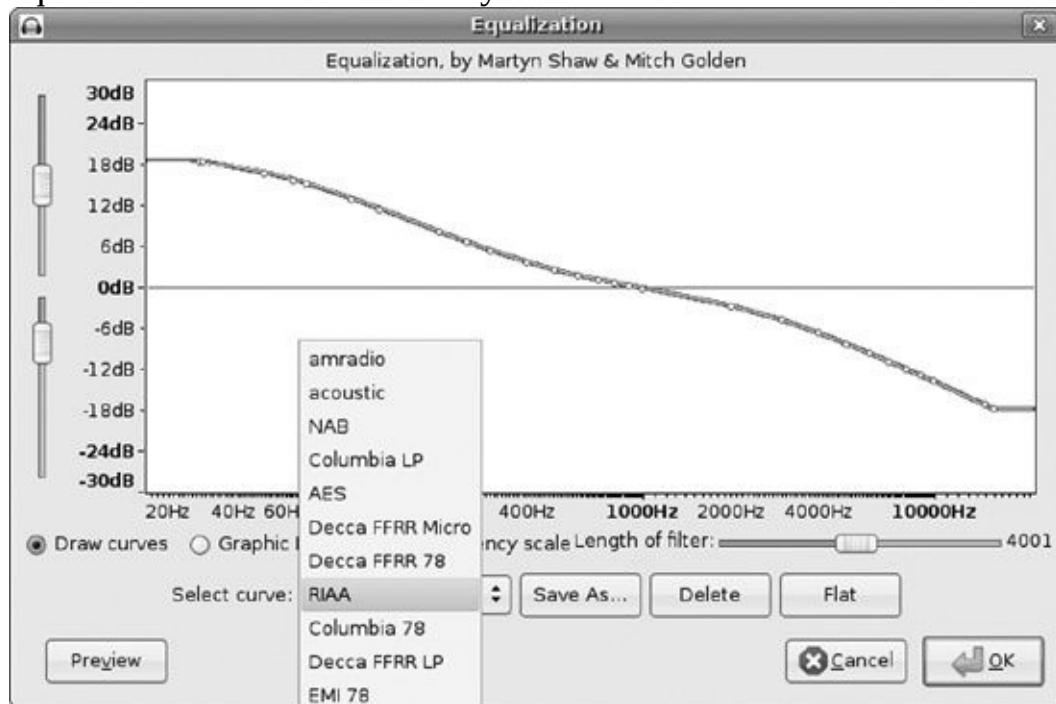 Equalization
Equalization, by Martyn Shaw & Mitch Golden
30dB
24dB
18dB
12dB
6dB
0dB
-6dB
-12dB
-18dB
-24dB
-30dB
20Hz 40Hz 60H 400Hz 1000Hz 2000Hz 4000Hz 10000Hz
Draw curves Graphic ency scale Length of filter: 4001
amradio
acoustic
NAB
Columbia LP
AES
Decca FFRR Micro
Decca FFRR 78
Select curve: RIAA Save As... Delete Flat
Columbia 78
Decca FFRR LP
EMI 78
Preview Cancel OK